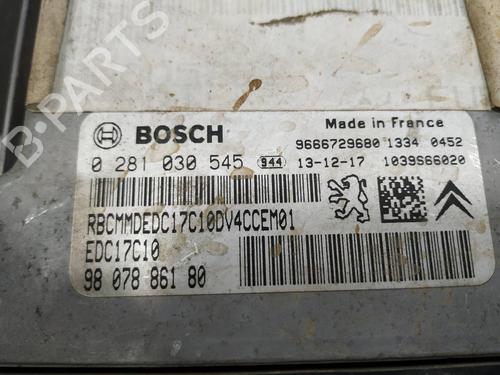 B-PARTS
BOSCH
Made in France
9666729680 1334 0452
0 281 030 545 944 13-12-17 1039S66020
RBCMMDEDC17C10DV4CCEM01
EDC17C10
98 078 861 80